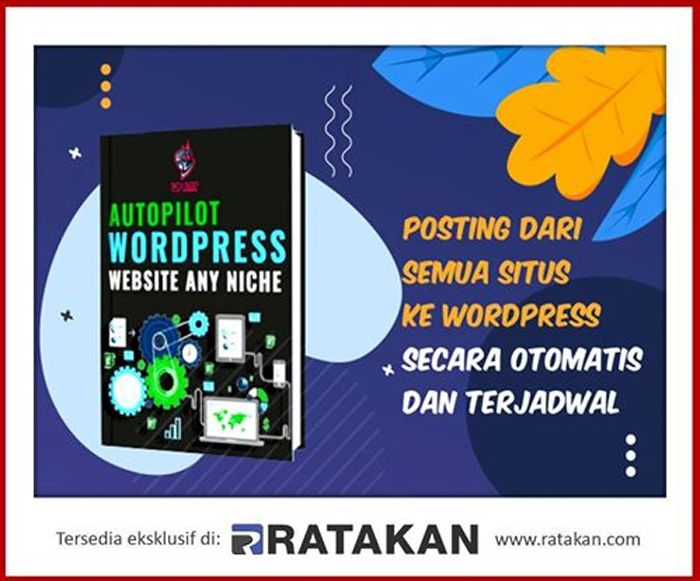 AUTOPILOT
WORDPRESS
WEBSITE ANY NICHE
POSTING DARI
SEMUA SITUS
KE WORDPRESS
SECARA OTOMATIS
DAN TERJADWAL
Tersedia eksklusif di: RATAKAN www.ratakan.com